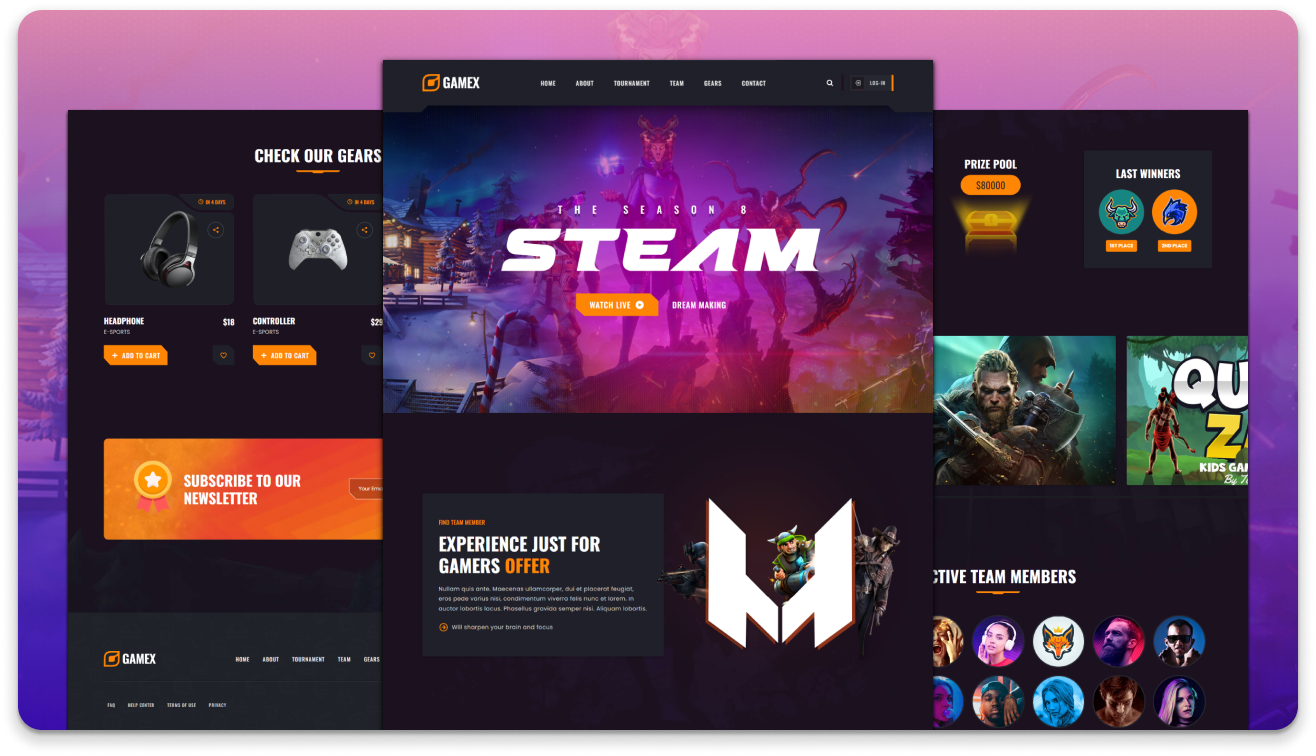 GAMEX
HOME ABOUT TOURNAMENT TEAM GEARS CONTACT
LOG-IN
THE SEASON 8
STEAM
WATCH LIVE
DREAM MAKING
FIND TEAM MEMBER
EXPERIENCE JUST FOR
GAMERS OFFER
Nullam quis ante. Maecenas ullamcorper, dui et placerat feugiat,
eros pede varius nisi, condimentum viverra felis nunc et lorem. In
auctor lobortis lacus. Phasellus gravida semper nisi. Aliquam lobortis.
Will sharpen your brain and focus
CHECK OUR GEARS
IN 4 DAYS
IN 4 DAYS
HEADPHONE
$18
E-SPORTS
+ ADD TO CART
CONTROLLER
$29
E-SPORTS
+ ADD TO CART
SUBSCRIBE TO OUR
NEWSLETTER
Your Ema
GAMEX
HOME ABOUT TOURNAMENT TEAM GEARS
FAQ HELP CENTER TERMS OF USE PRIVACY
PRIZE POOL
$80000
LAST WINNERS
1ST PLACE
2ND PLACE
QU
Z
KIDS GA
By
CTIVE TEAM MEMBERS